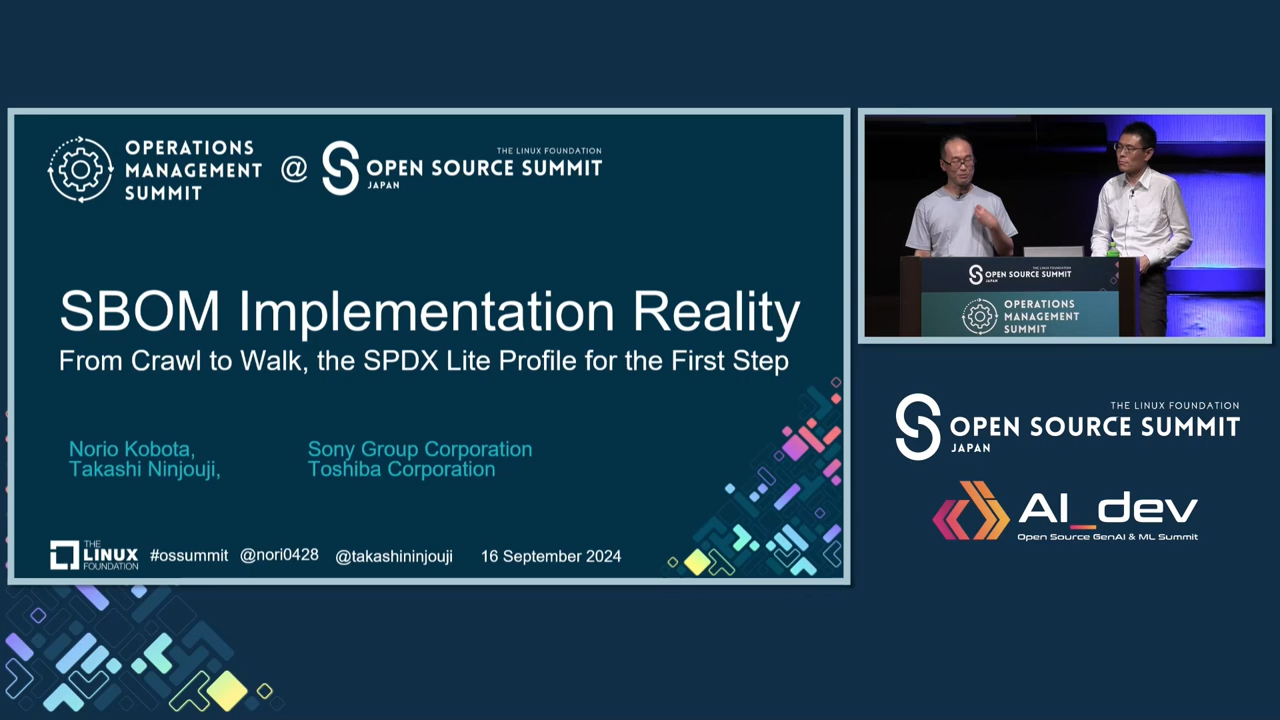 OPERATIONS
MANAGEMENT
SUMMIT
@
THE LINUX FOUNDATION
OPEN SOURCE SUMMIT
JAPAN
SBOM Implementation Reality
From Crawl to Walk, the SPDX Lite Profile for the First Step
Norio Kobota, Sony Group Corporation
Takashi Ninjouji, Toshiba Corporation
THE
LINUX
FOUNDATION
#ossummit @nori0428 @takashininjouji 16 September 2024
THE LINUX FOUNDATION
OPEN SOURCE SUMMIT
JAPAN
OPERATIONS
MANAGEMENT
SUMMIT
THE LINUX FOUNDATION
OPEN SOURCE SUMMIT
JAPAN
AI_dev
Open Source GenAI & ML Summit